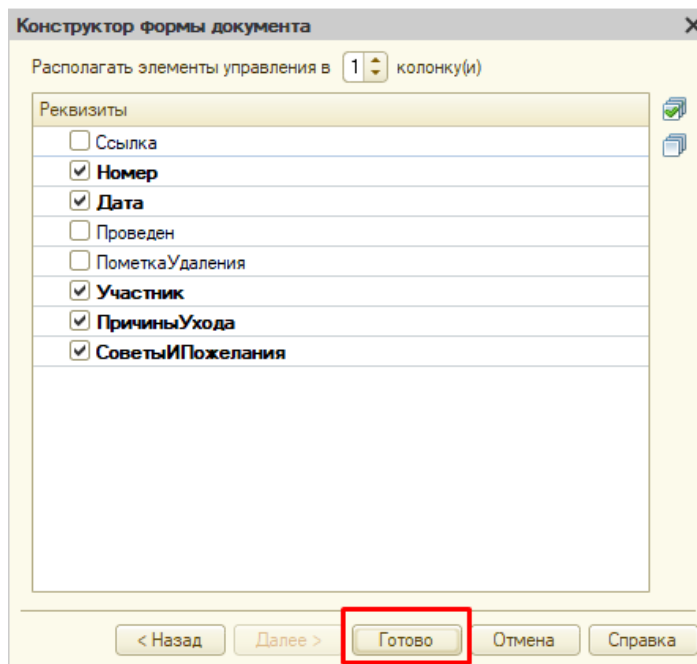 Конструктор формы документа
Располагать элементы управления в 1 колонку(и)
Реквизиты
Ссылка
Номер
Дата
Проведен
ПометкаУдаления
Участник
ПричиныУхода
СоветыИПожелания
< Назад Далее > Готово Отмена Справка